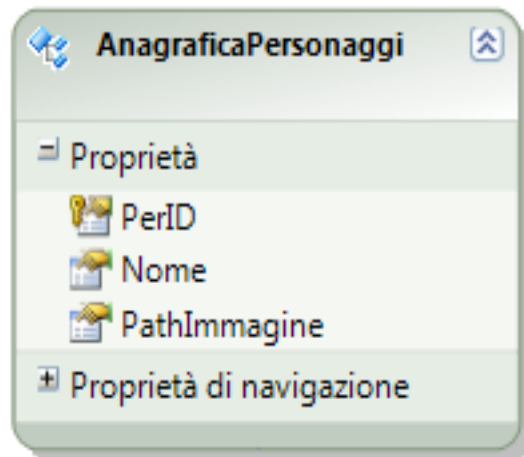 AnagraficaPersonaggi
Proprietà
PerID
Nome
PathImmagine
Proprietà di navigazione